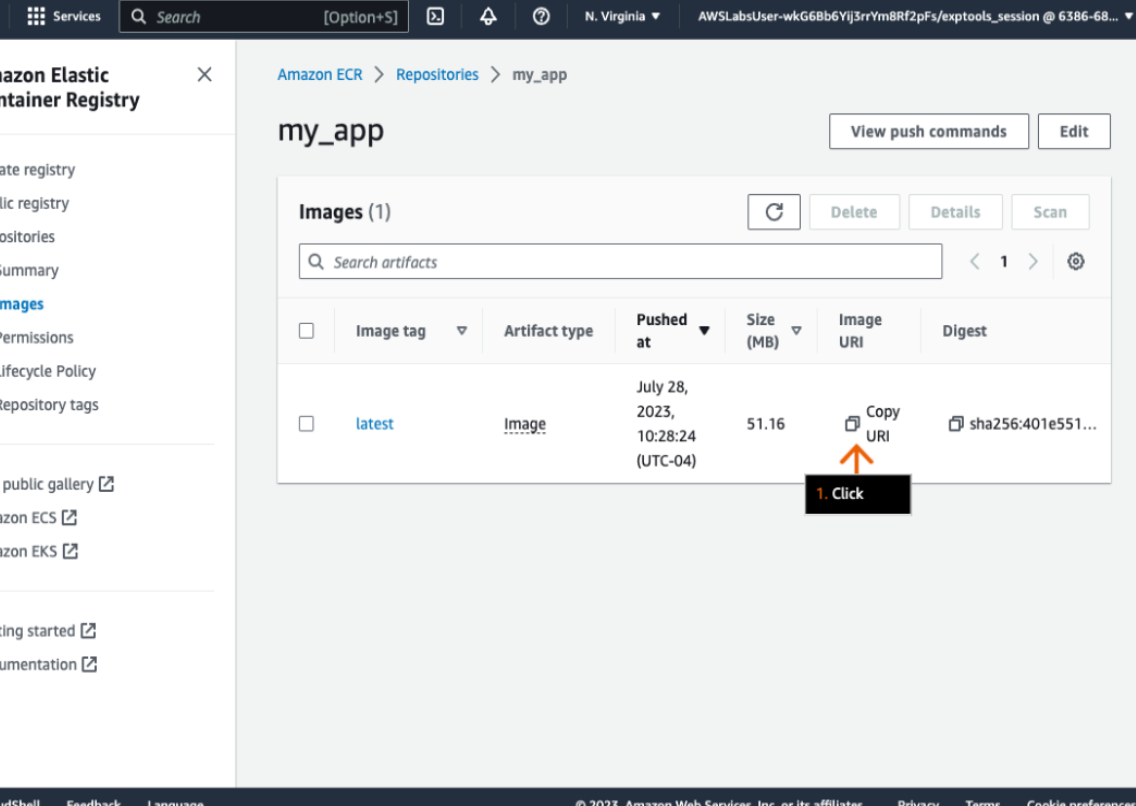 Services
Search
[Option+S]
N. Virginia
AWSLabsUser-wkG6Bb6Yij3rrYm8Rf2pFs/exptools_session @ 6386-68...
azon Elastic
ntainer Registry
ate registry
lic registry
ositories
Summary
mages
Permissions
ifecycle Policy
Repository tags
public gallery
azon ECS
azon EKS
ting started
umentation
Amazon ECR > Repositories > my_app
my_app
View push commands
Edit
Images (1)
Delete
Details
Scan
Search artifacts
1
Image tag
Artifact type
Pushed
at
Size
(MB)
Image
URI
Digest
latest
Image
July 28,
2023,
10:28:24
(UTC-04)
51.16
Copy
URI
sha256:401e551...
1. Click
udShell
Feedback
Language
© 2023, Amazon Web Services, Inc. or its affiliates.
Privacy
Terms
Cookie preferences